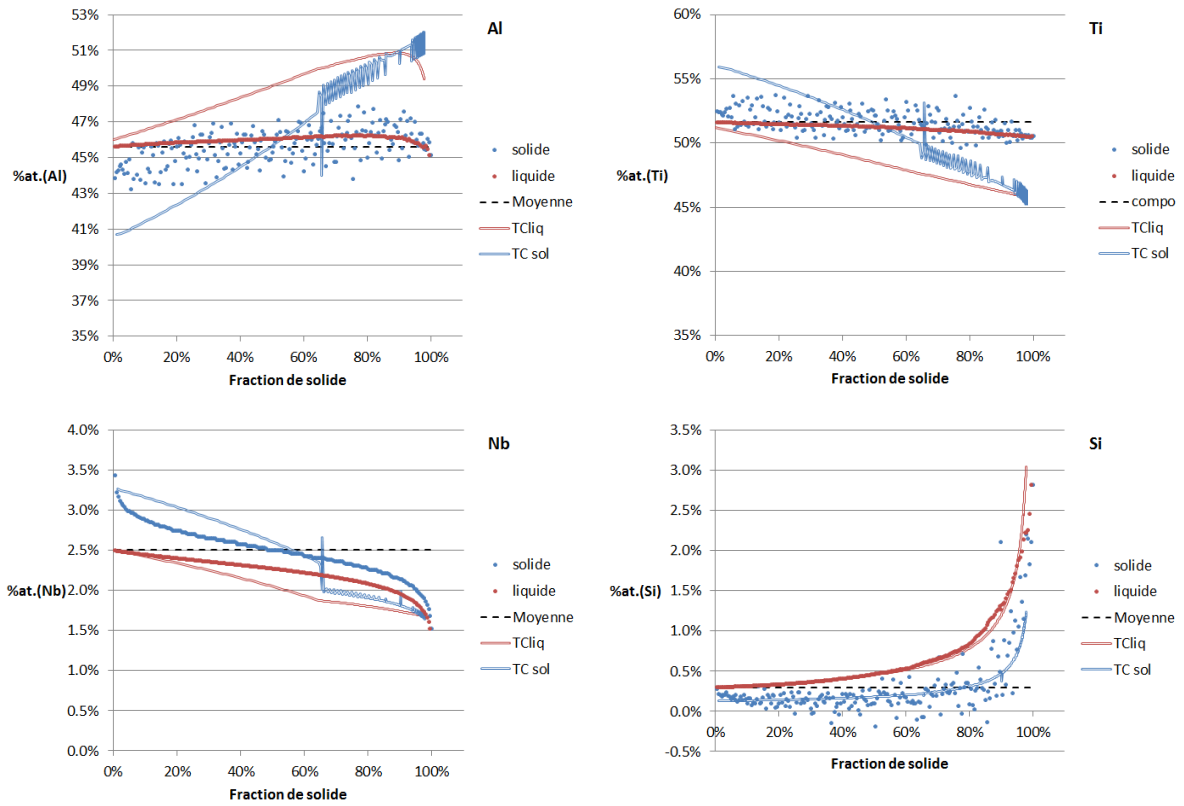 Al
53%
51%
49%
47%
45%
43%
41%
39%
37%
35%
%at.(Al)
0% 20% 40% 60% 80% 100%
Fraction de solide
solide
liquide
Moyenne
TCliq
TC sol
Ti
60%
55%
50%
45%
50%
35%
%at.(Ti)
0% 20% 40% 60% 80% 100%
Fraction de solide
solide
liquide
compo
TCliq
TC sol
Nb
4.0%
3.5%
3.0%
2.5%
2.0%
1.5%
1.0%
0.5%
0.0%
%at.(Nb)
0% 20% 40% 60% 80% 100%
Fraction de solide
solide
liquide
Moyenne
TCliq
TC sol
Si
3.5%
3.0%
2.5%
2.0%
1.5%
1.0%
0.5%
0.0%
-0.5%
%at.(Si)
0% 20% 40% 60% 80% 100%
Fraction de solide
solide
liquide
Moyenne
TCliq
TC sol